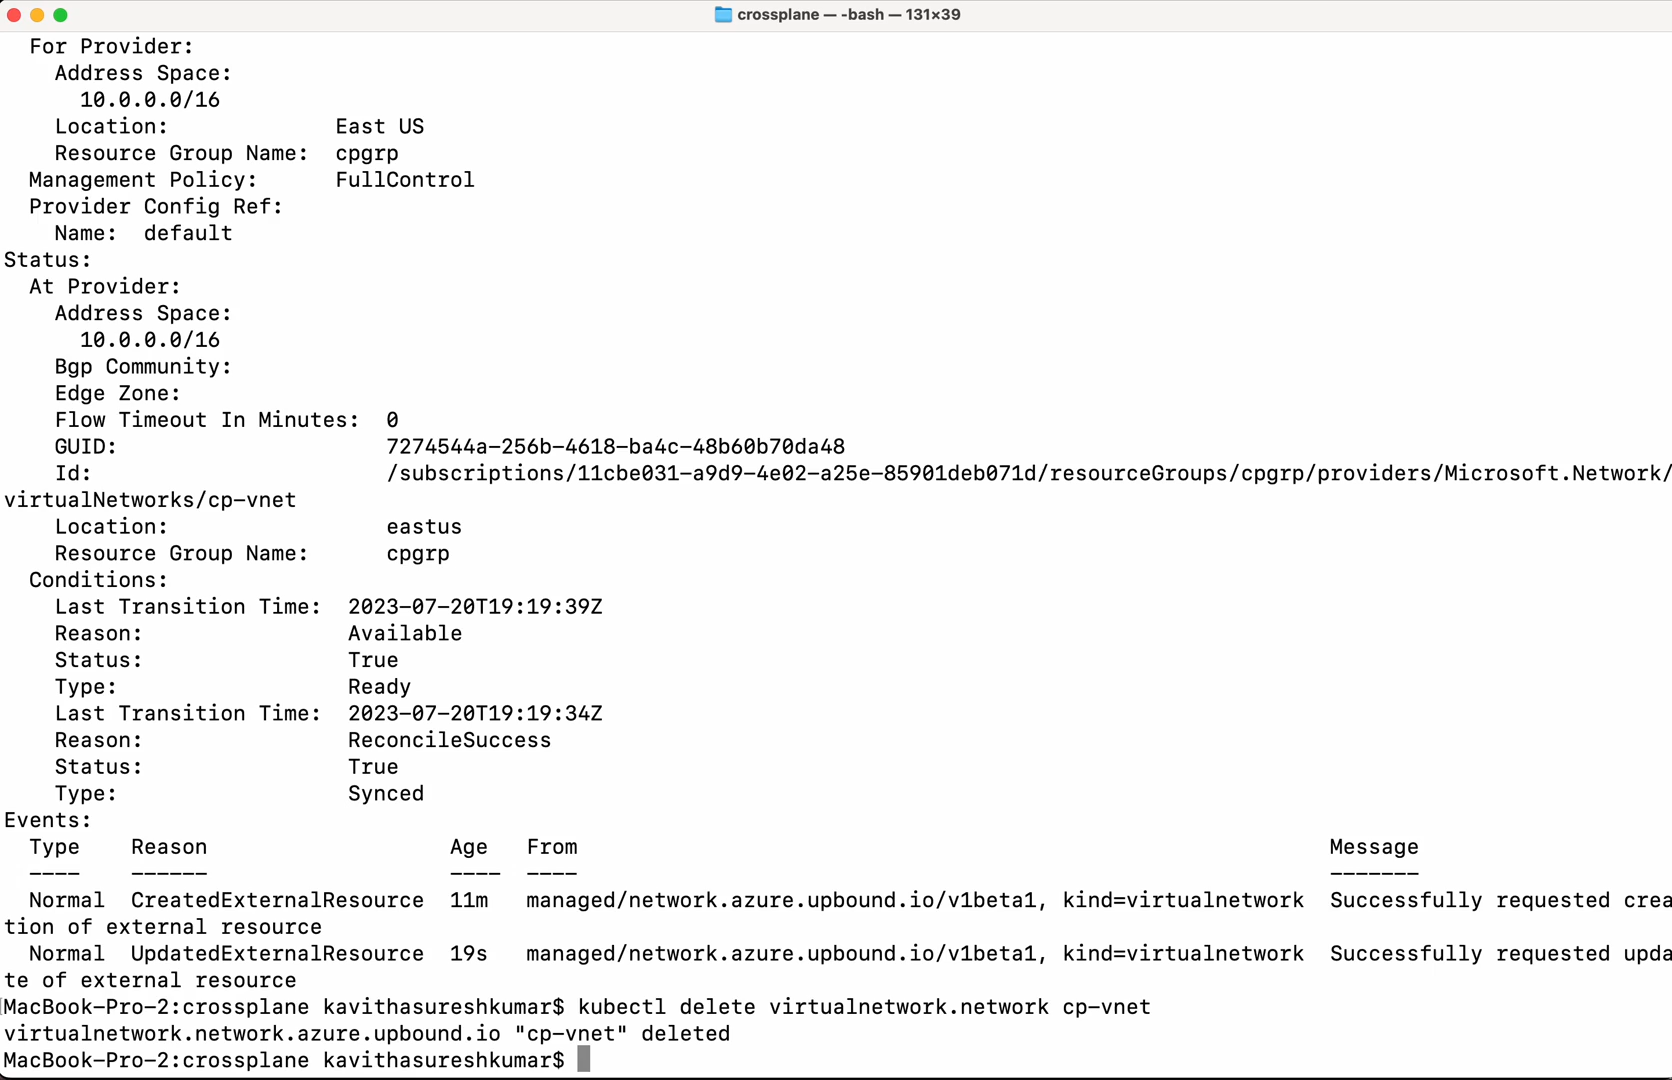 crossplane — -bash — 131×39
For Provider:
Address Space:
10.0.0.0/16
Location: East US
Resource Group Name: cpgrp
Management Policy: FullControl
Provider Config Ref:
Name: default
Status:
At Provider:
Address Space:
10.0.0.0/16
Bgp Community:
Edge Zone:
Flow Timeout In Minutes: 0
GUID: 7274544a-256b-4618-ba4c-48b60b70da48
Id: /subscriptions/11cbe031-a9d9-4e02-a25e-85901deb071d/resourceGroups/cpgrp/providers/Microsoft.Network/
virtualNetworks/cp-vnet
Location: eastus
Resource Group Name: cpgrp
Conditions:
Last Transition Time: 2023-07-20T19:19:39Z
Reason: Available
Status: True
Type: Ready
Last Transition Time: 2023-07-20T19:19:34Z
Reason: ReconcileSuccess
Status: True
Type: Synced
Events:
Type Reason Age From Message
---- ------ ---- ---- -------
Normal CreatedExternalResource 11m managed/network.azure.upbound.io/v1beta1, kind=virtualnetwork Successfully requested crea
tion of external resource
Normal UpdatedExternalResource 19s managed/network.azure.upbound.io/v1beta1, kind=virtualnetwork Successfully requested upda
te of external resource
MacBook-Pro-2:crossplane kavithasureshkumar$ kubectl delete virtualnetwork.network cp-vnet
virtualnetwork.network.azure.upbound.io "cp-vnet" deleted
MacBook-Pro-2:crossplane kavithasureshkumar$